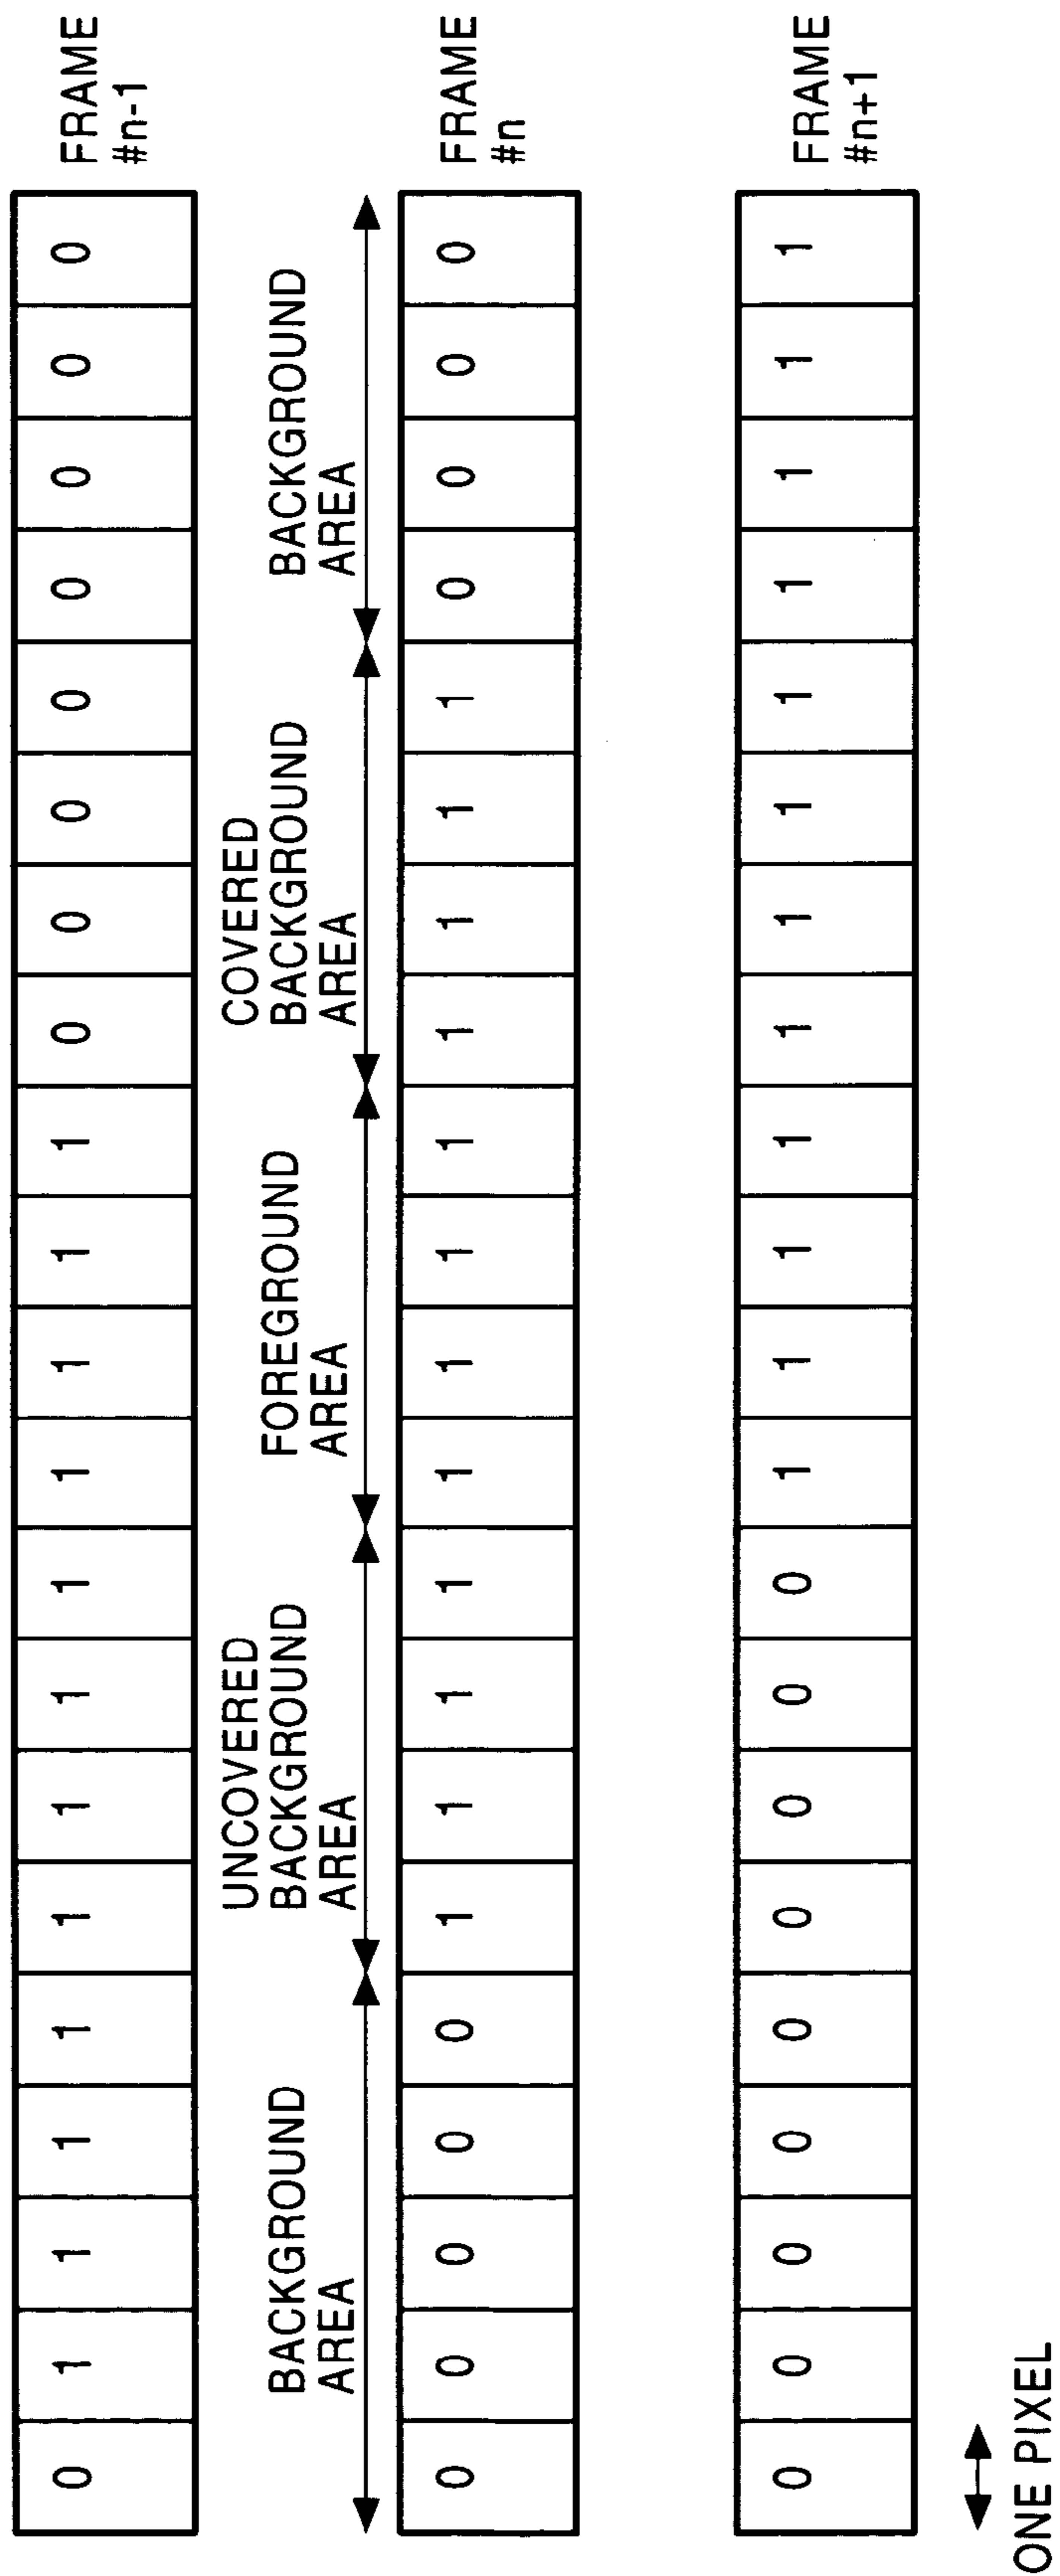 0 1 1 1 1 1 1 1 1 1 1 1 1 0 0 0 0 0 0 0 0
FRAME
#n-1
BACKGROUND
AREA
UNCOVERED
BACKGROUND
AREA
FOREGROUND
AREA
COVERED
BACKGROUND
AREA
BACKGROUND
AREA
0 0 0 0 0 1 1 1 1 1 1 1 1 1 1 1 1 0 0 0 0
FRAME
#n
0 0 0 0 0 0 0 0 0 1 1 1 1 1 1 1 1 1 1 1 1
FRAME
#n+1
ONE PIXEL